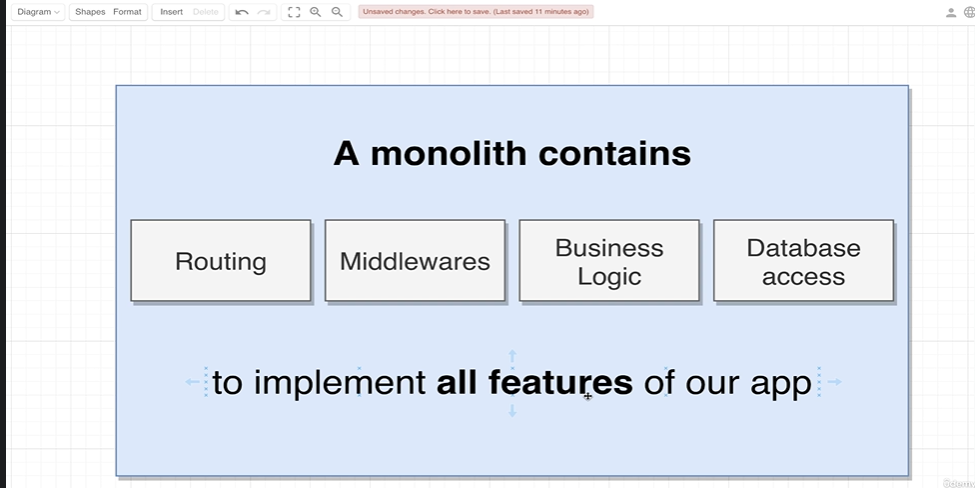 Diagram Shapes Format Insert Delete Unsaved changes. Click here to save. (Last saved 11 minutes ago)
A monolith contains
Routing
Middlewares
Business
Logic
Database
access
to implement all features of our app